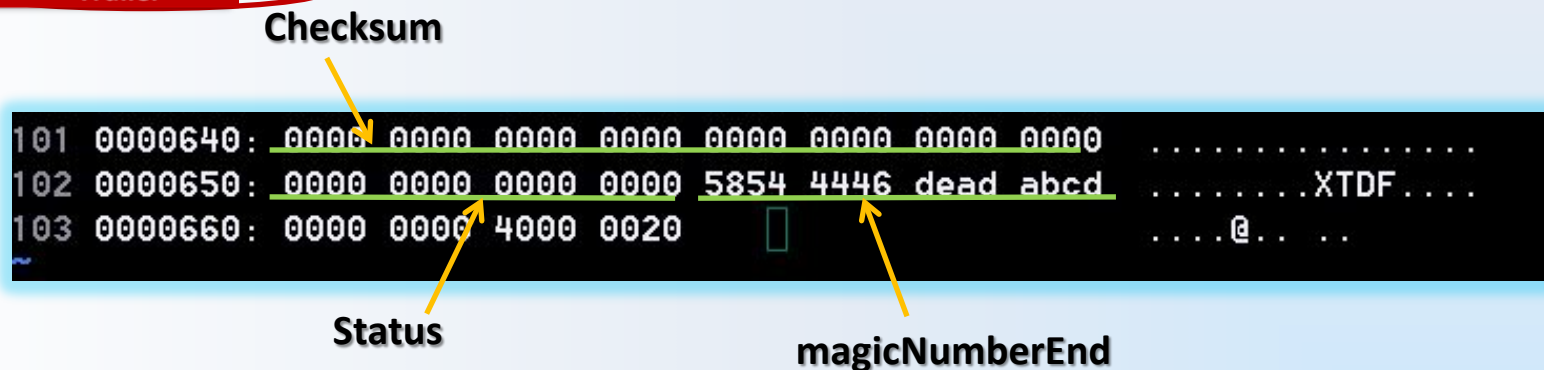 Checksum
101 0000640: 0000 0000 0000 0000 0000 0000 0000 0000 ................
102 0000650: 0000 0000 0000 0000 5854 4446 dead abcd ........XTDF....
103 0000660: 0000 0000 4000 0020 ....@.. ..
~
Status
magicNumberEnd